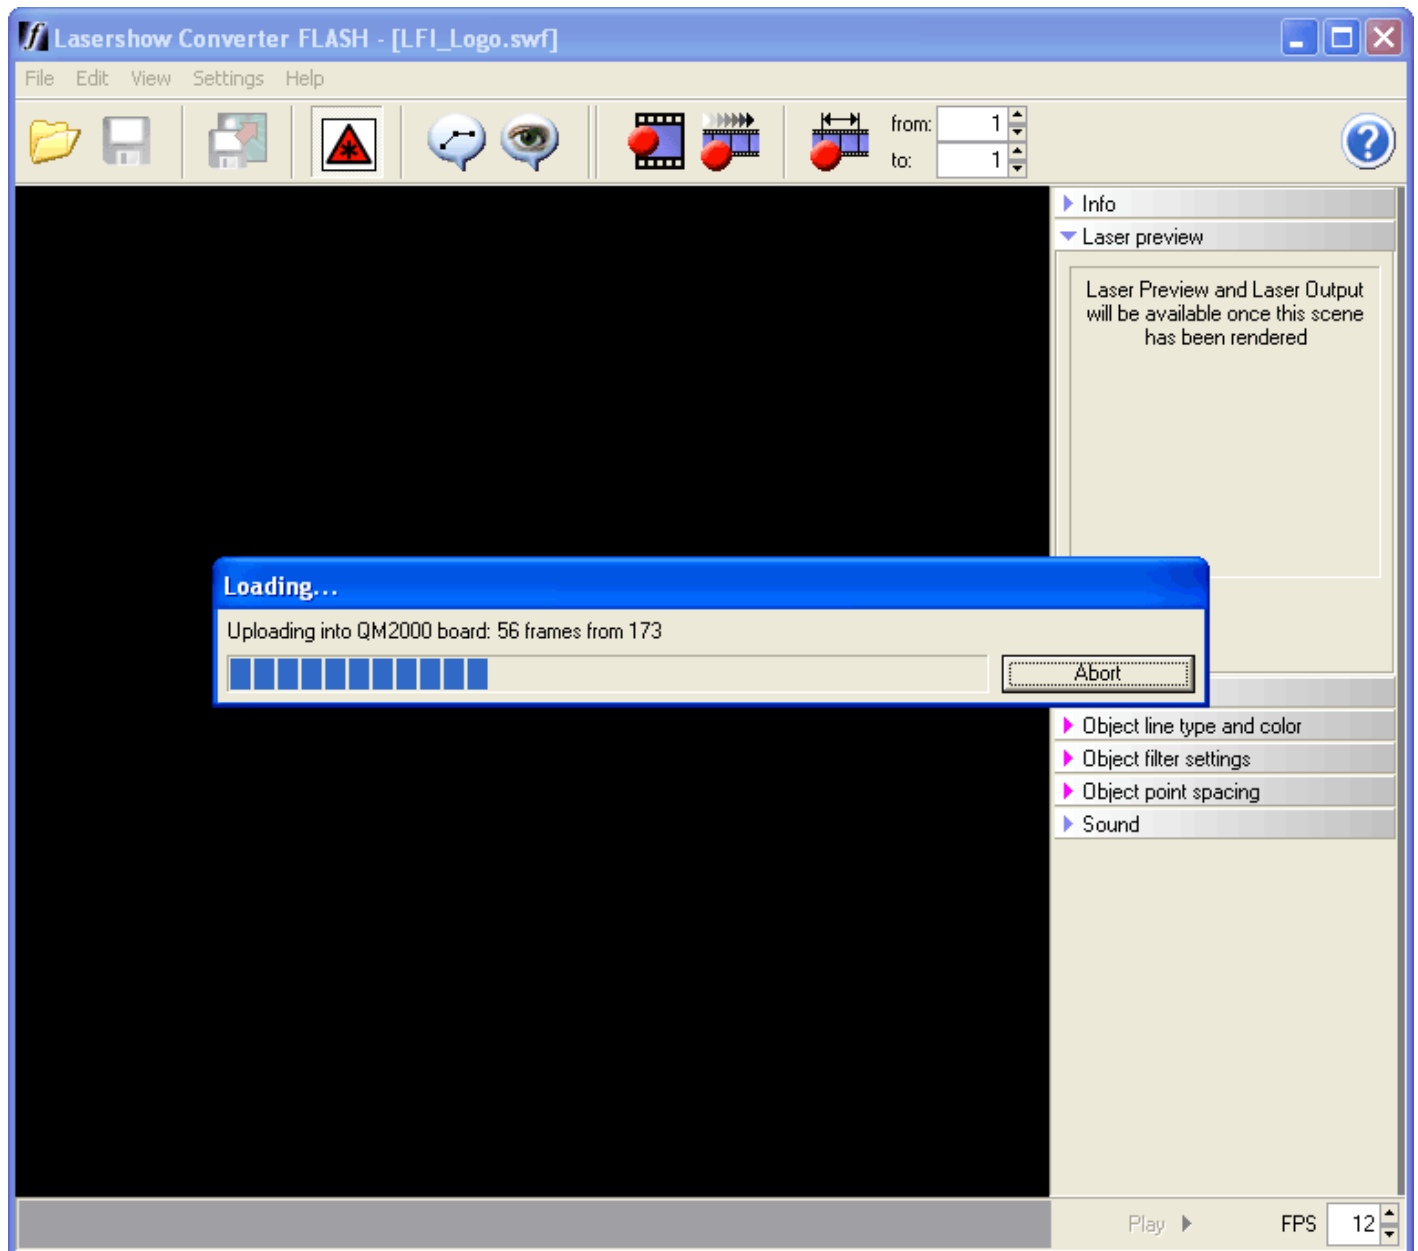 Lasershow Converter FLASH - [LFI_Logo.swf]
File Edit View Settings Help
from: 1
to: 1
Info
Laser preview
Laser Preview and Laser Output
will be available once this scene
has been rendered
Loading...
Uploading into QM2000 board: 56 frames from 173
Abort
Object line type and color
Object filter settings
Object point spacing
Sound
Play FPS 12